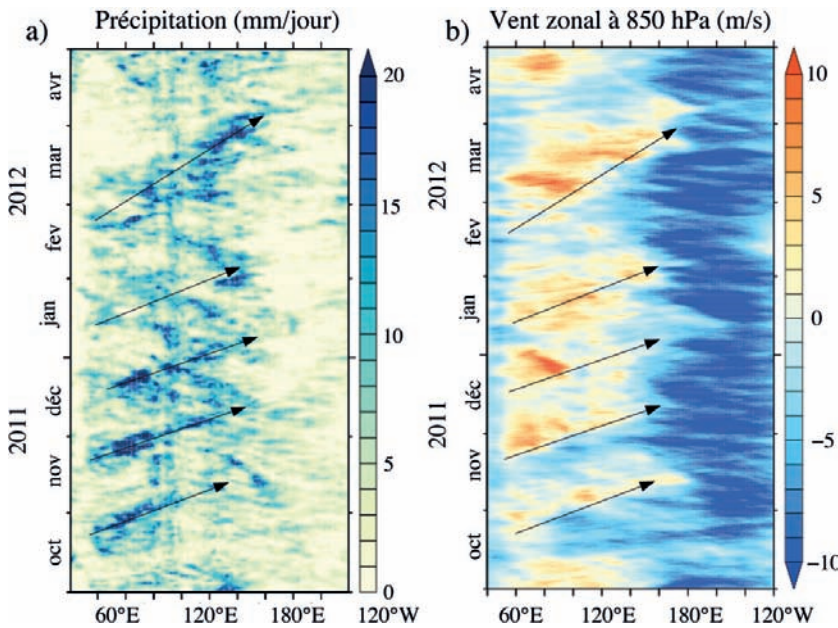 Précipitation (mm/jour)
Vent zonal à 850 hPa (m/s)
a)
b)
avr
mar
fev
jan
déc
nov
oct
2012
2011
20
15
10
5
0
60°E
120°E
180°E
120°W
avr
mar
fev
jan
déc
nov
oct
2012
2011
10
5
0
−5
−10
60°E
120°E
180°E
120°W